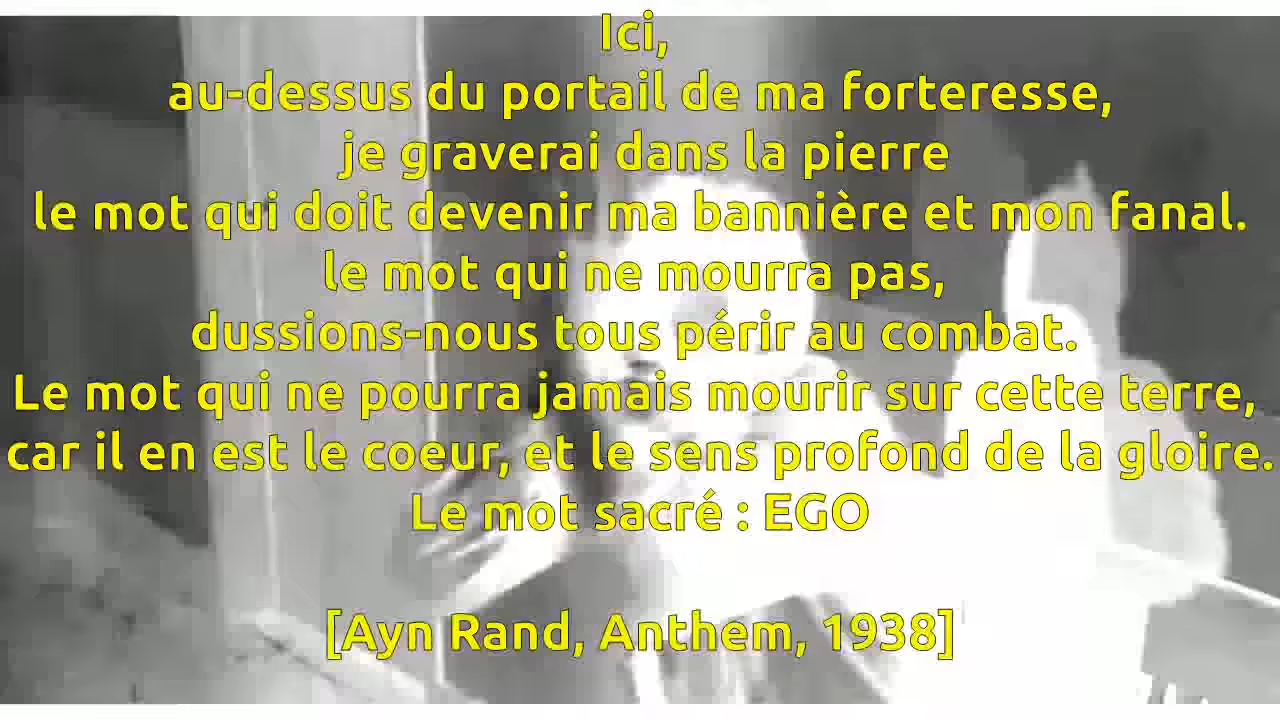 Ici,
au-dessus du portail de ma forteresse,
je graverai dans la pierre
le mot qui doit devenir ma bannière et mon fanal.
le mot qui ne mourra pas,
dussions-nous tous périr au combat.
Le mot qui ne pourra jamais mourir sur cette terre,
car il en est le coeur, et le sens profond de la gloire.
Le mot sacré : EGO
[Ayn Rand, Anthem, 1938]